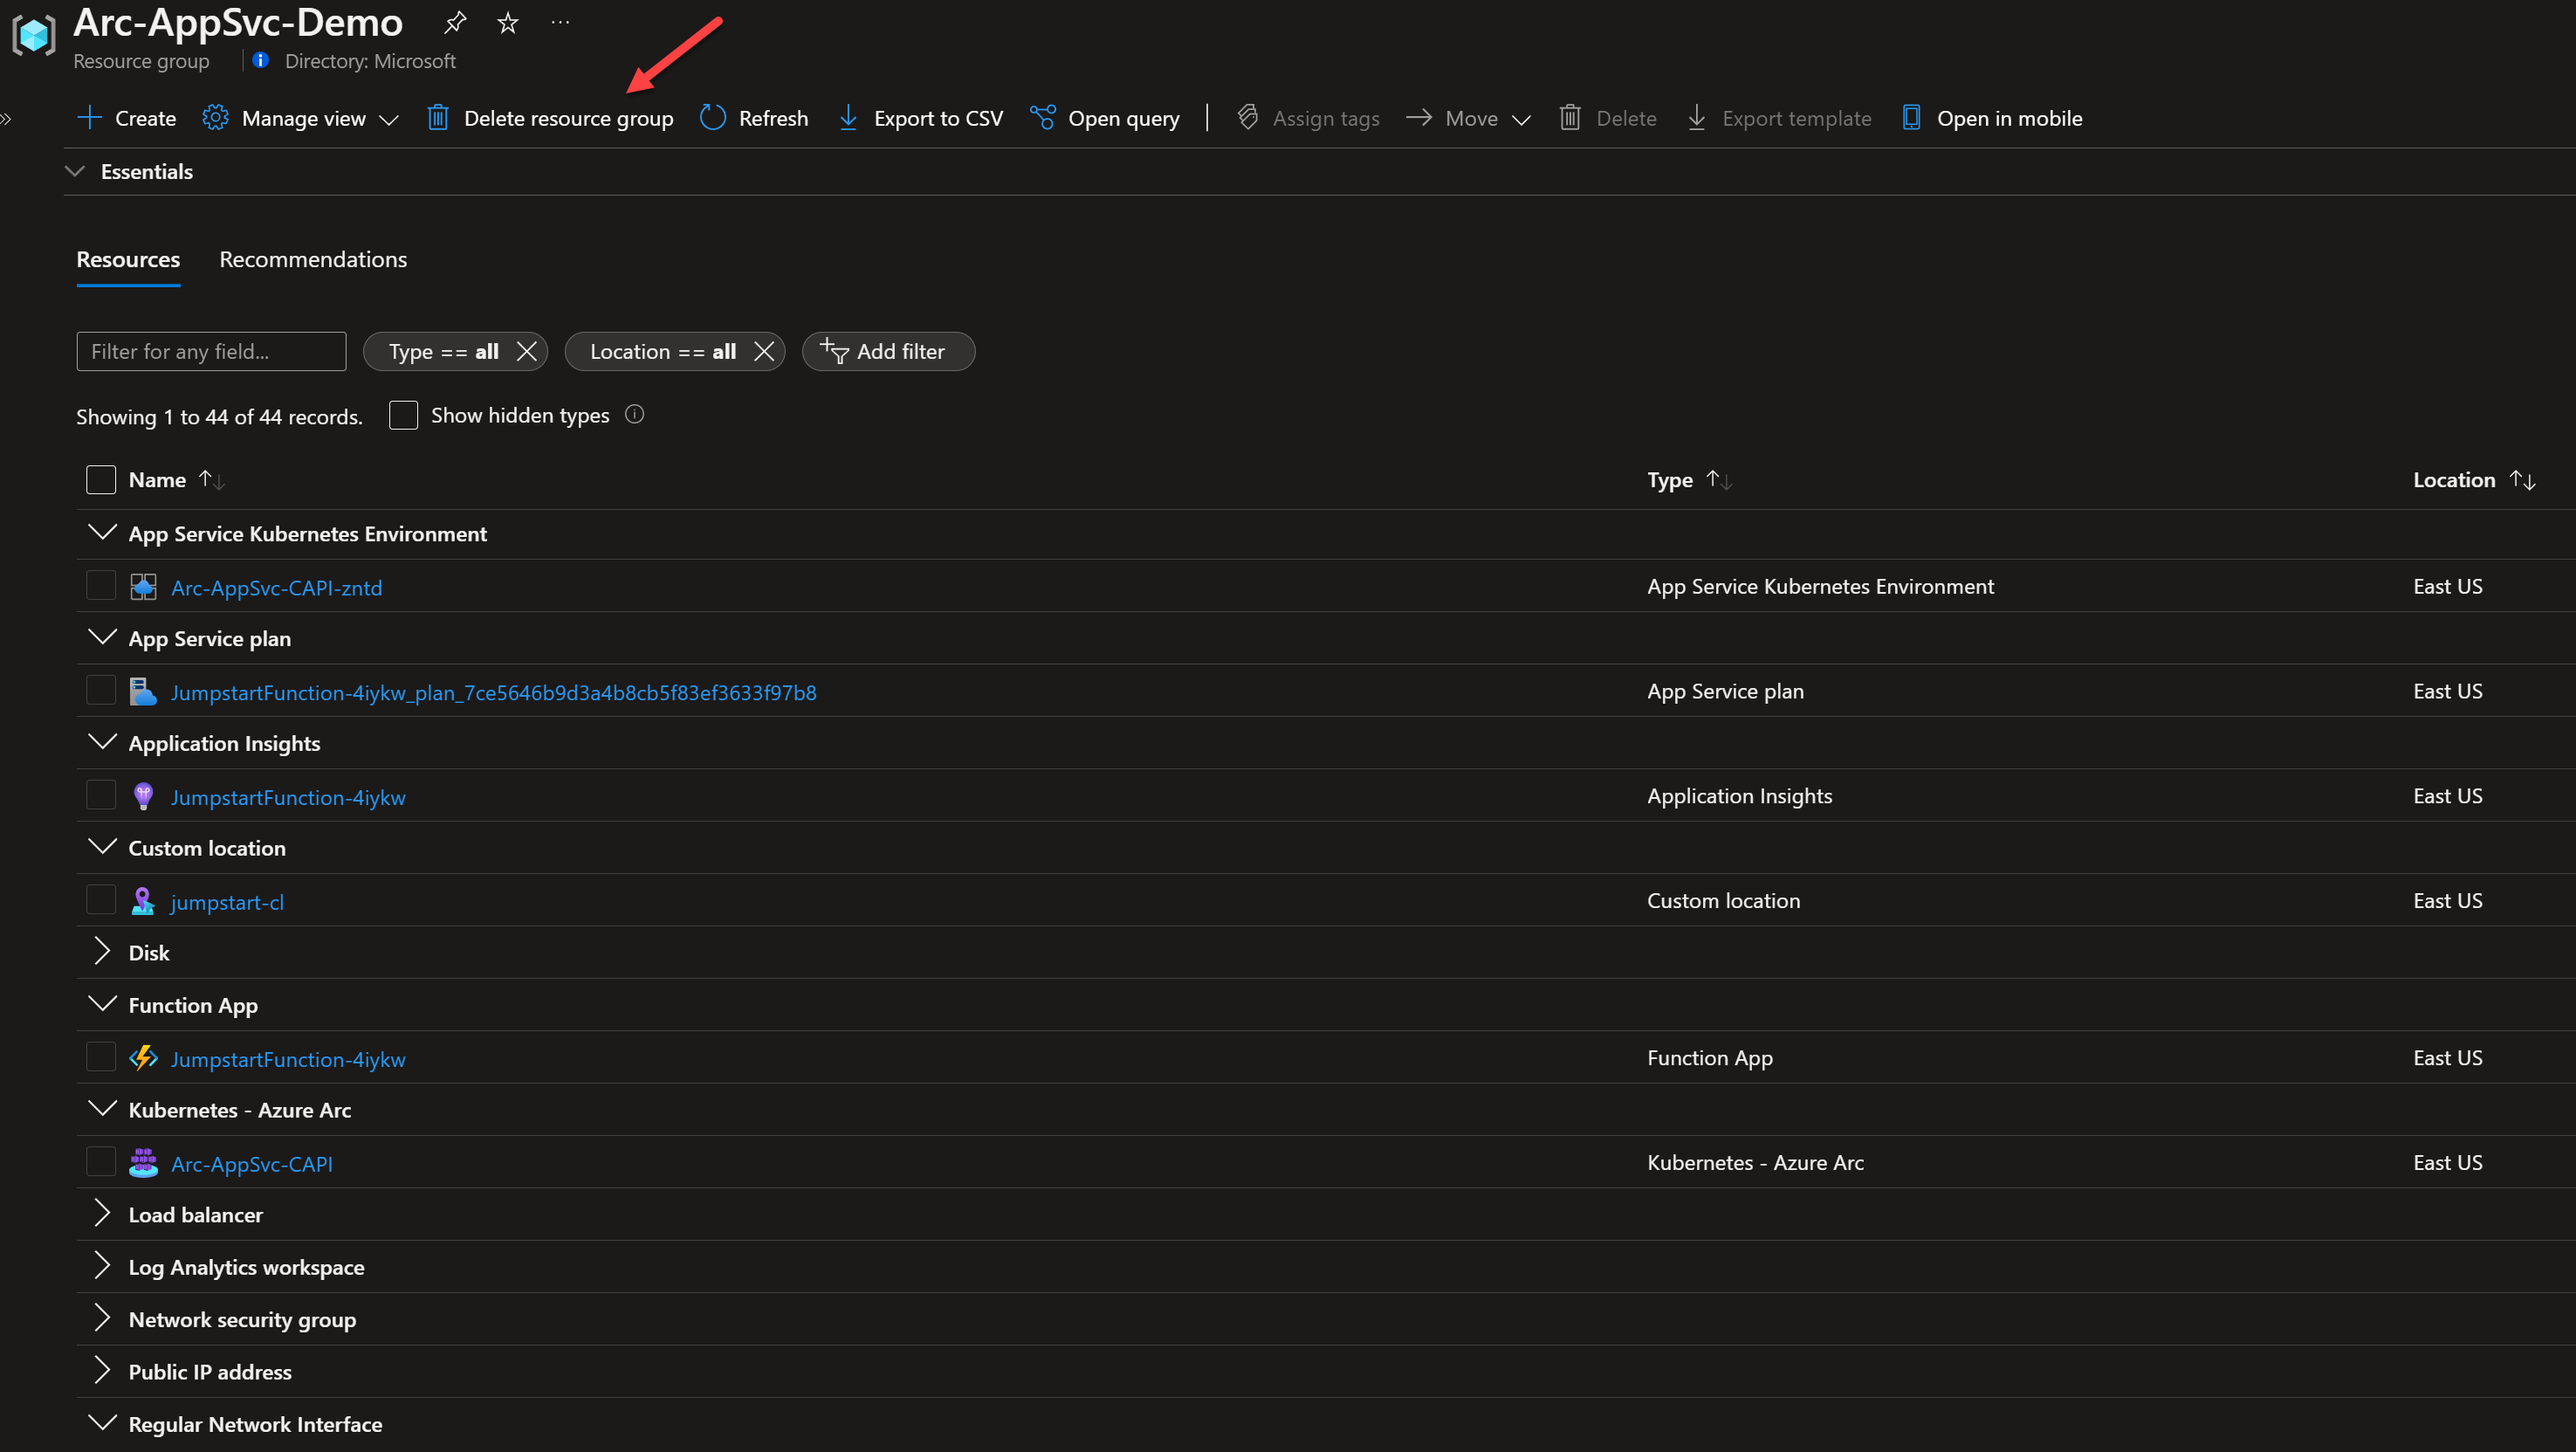 Arc-AppSvc-Demo
Resource group
Directory: Microsoft
Create Manage view Delete resource group Refresh Export to CSV Open query Assign tags Move Delete Export template Open in mobile
Essentials
Resources Recommendations
Filter for any field... Type == all Location == all Add filter
Showing 1 to 44 of 44 records. Show hidden types
Name Type Location
App Service Kubernetes Environment
Arc-AppSvc-CAPI-zntd App Service Kubernetes Environment East US
App Service plan
JumpstartFunction-4iykw_plan_7ce5646b9d3a4b8cb5f83ef3633f97b8 App Service plan East US
Application Insights
JumpstartFunction-4iykw Application Insights East US
Custom location
jumpstart-cl Custom location East US
Disk
Function App
JumpstartFunction-4iykw Function App East US
Kubernetes - Azure Arc
Arc-AppSvc-CAPI Kubernetes - Azure Arc East US
Load balancer
Log Analytics workspace
Network security group
Public IP address
Regular Network Interface